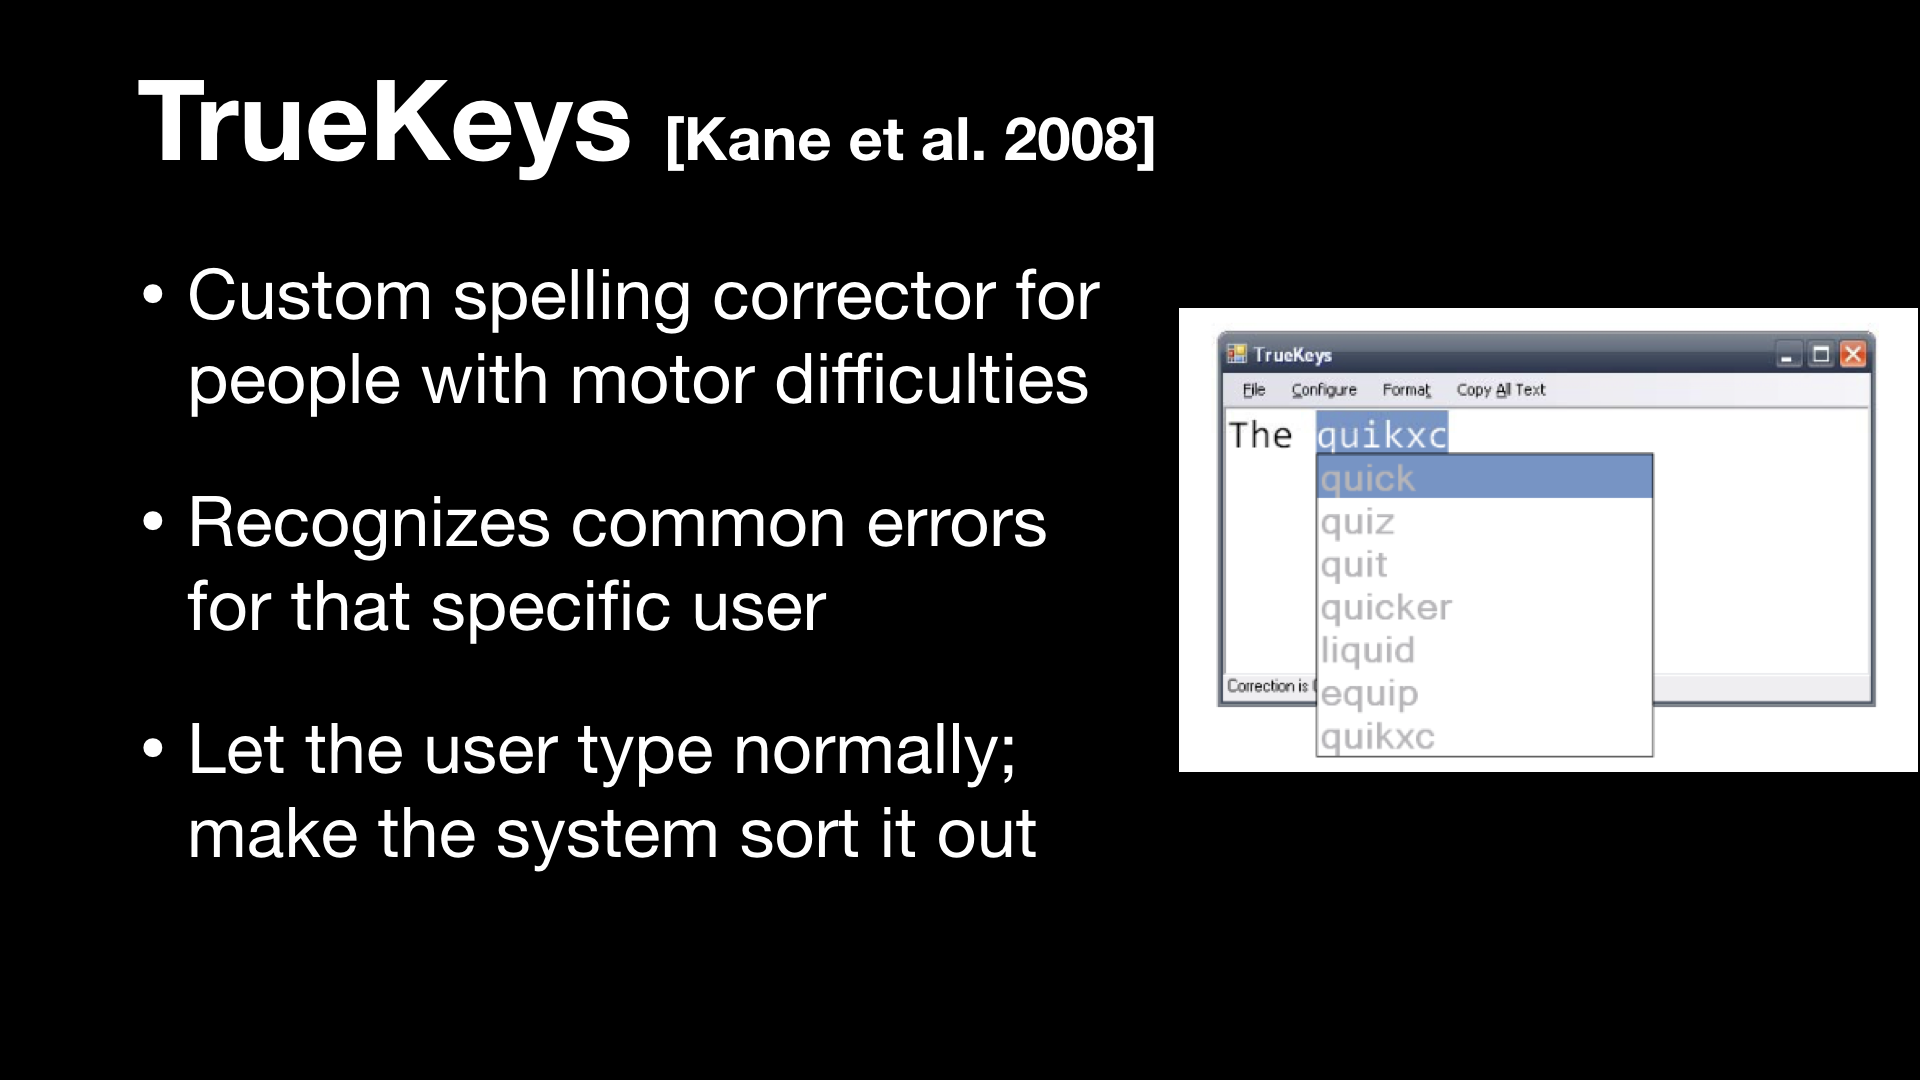 TrueKeys [Kane et al. 2008]
• Custom spelling corrector for
people with motor difficulties
• Recognizes common errors
for that specific user
• Let the user type normally;
make the system sort it out
TrueKeys
File Configure Format Copy All Text
The quikxc
quick
quiz
quit
quicker
liquid
equip
quikxc
Correction is